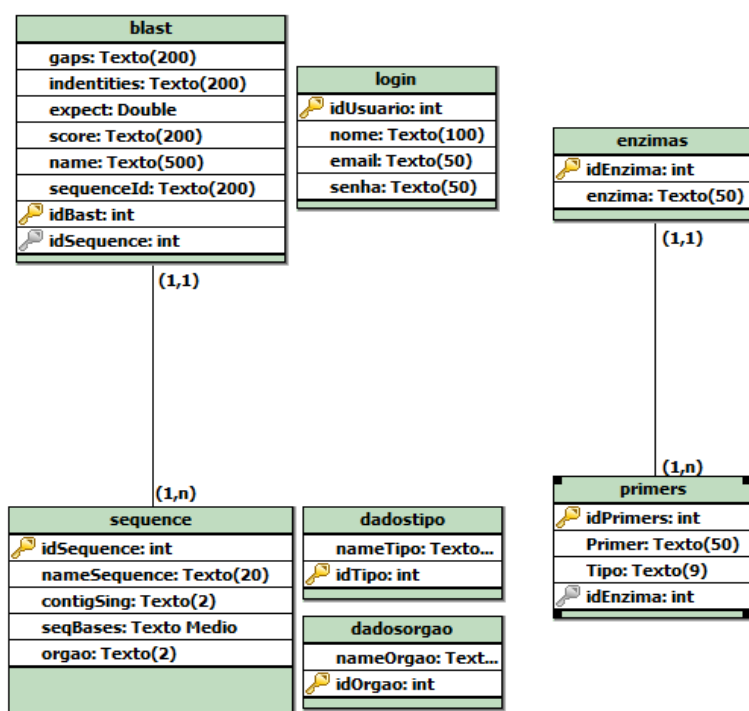 blast
gaps: Texto(200)
indentities: Texto(200)
expect: Double
score: Texto(200)
name: Texto(500)
sequenceId: Texto(200)
idBast: int
idSequence: int
(1,1)
(1,n)
sequence
idSequence: int
nameSequence: Texto(20)
contigSing: Texto(2)
seqBases: Texto Medio
orgao: Texto(2)
login
idUsuario: int
nome: Texto(100)
email: Texto(50)
senha: Texto(50)
dadostipo
nameTipo: Texto...
idTipo: int
dadosorgao
nameOrgao: Text...
idOrgao: int
enzimas
idEnzima: int
enzima: Texto(50)
(1,1)
(1,n)
primers
idPrimers: int
Primer: Texto(50)
Tipo: Texto(9)
idEnzima: int